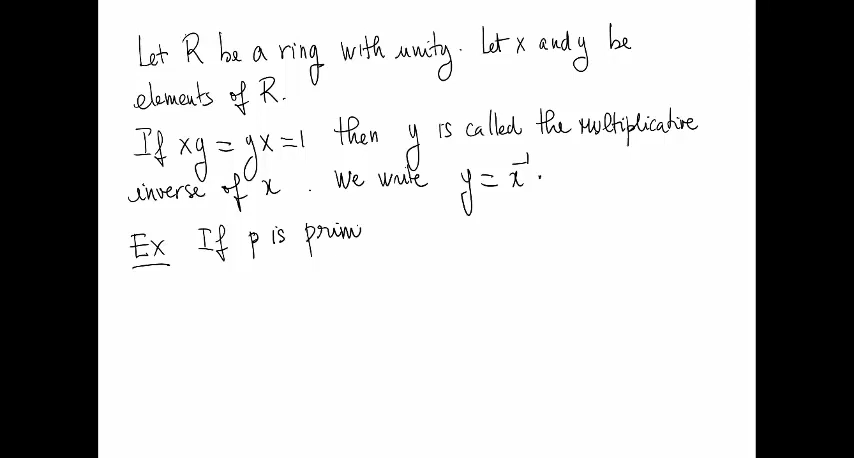 Let R be a ring with unity. Let x and y be
elements of R.
If xy = yx = 1 then y is called the multiplicative
inverse of x. We write y = x⁻¹.
Ex If p is prim